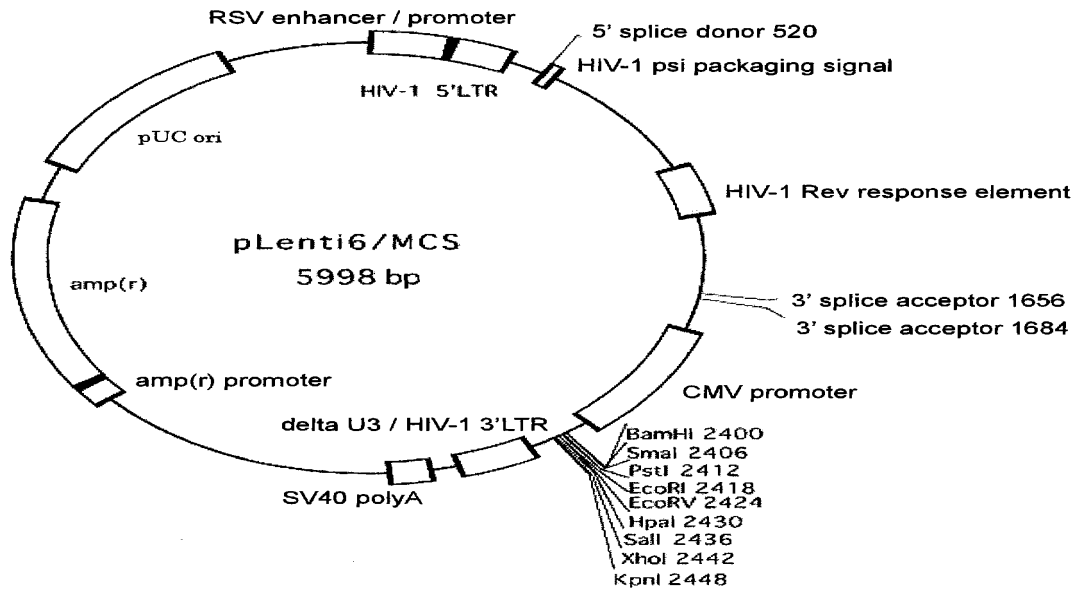 RSV enhancer / promoter
5' splice donor 520
HIV-1 psi packaging signal
HIV-1 5'LTR
pUC ori
HIV-1 Rev response element
pLenti6/MCS
5998 bp
amp(r)
3' splice acceptor 1656
3' splice acceptor 1684
amp(r) promoter
CMV promoter
delta U3 / HIV-1 3'LTR
BamHI 2400
SmaI 2406
PstI 2412
EcoRI 2418
EcoRV 2424
HpaI 2430
SalI 2436
XhoI 2442
KpnI 2448
SV40 polyA